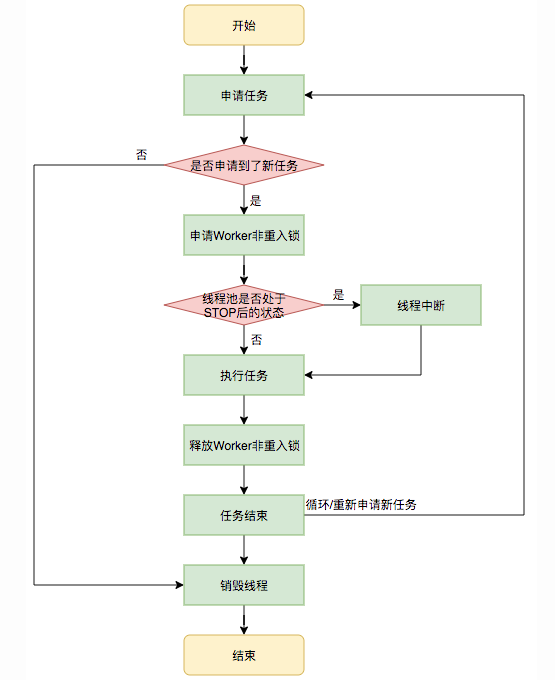 开始
申请任务
否
是否申请到了新任务
是
申请Worker非重入锁
线程池是否处于
STOP后的状态
是
线程中断
否
执行任务
释放Worker非重入锁
任务结束
循环/重新申请新任务
销毁线程
结束